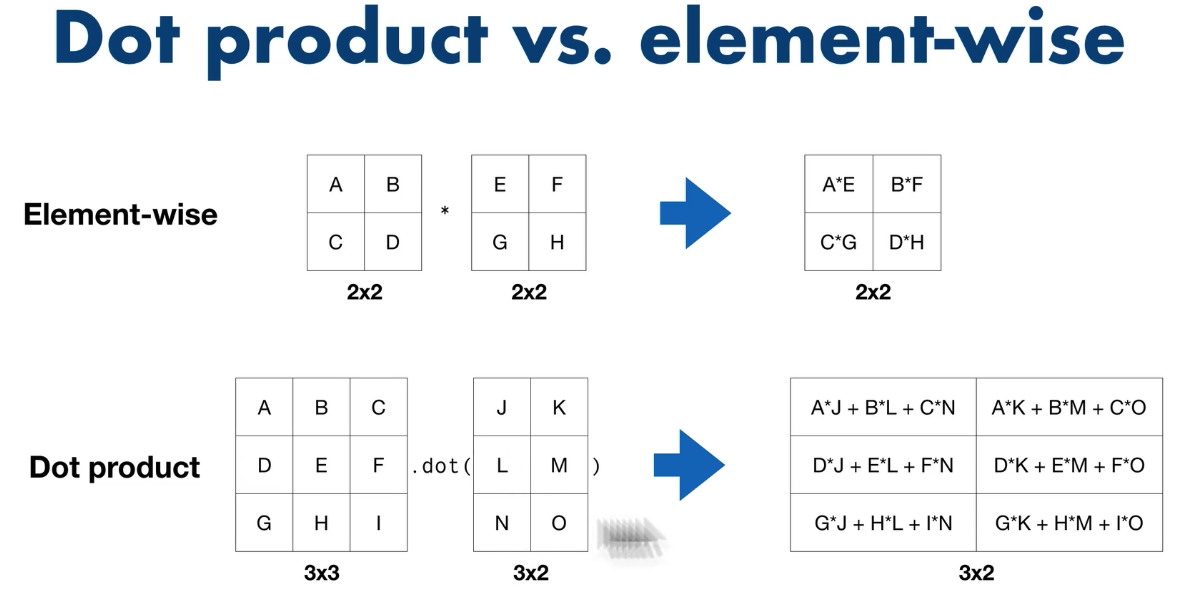 Dot product vs. element-wise
Element-wise
A B
C D
*
E F
G H
A*E B*F
C*G D*H
2x2
2x2
2x2
Dot product
A B C
D E F
G H I
.dot(
J K
L M
N O
)
A*J + B*L + C*N A*K + B*M + C*O
D*J + E*L + F*N D*K + E*M + F*O
G*J + H*L + I*N G*K + H*M + I*O
3x3
3x2
3x2